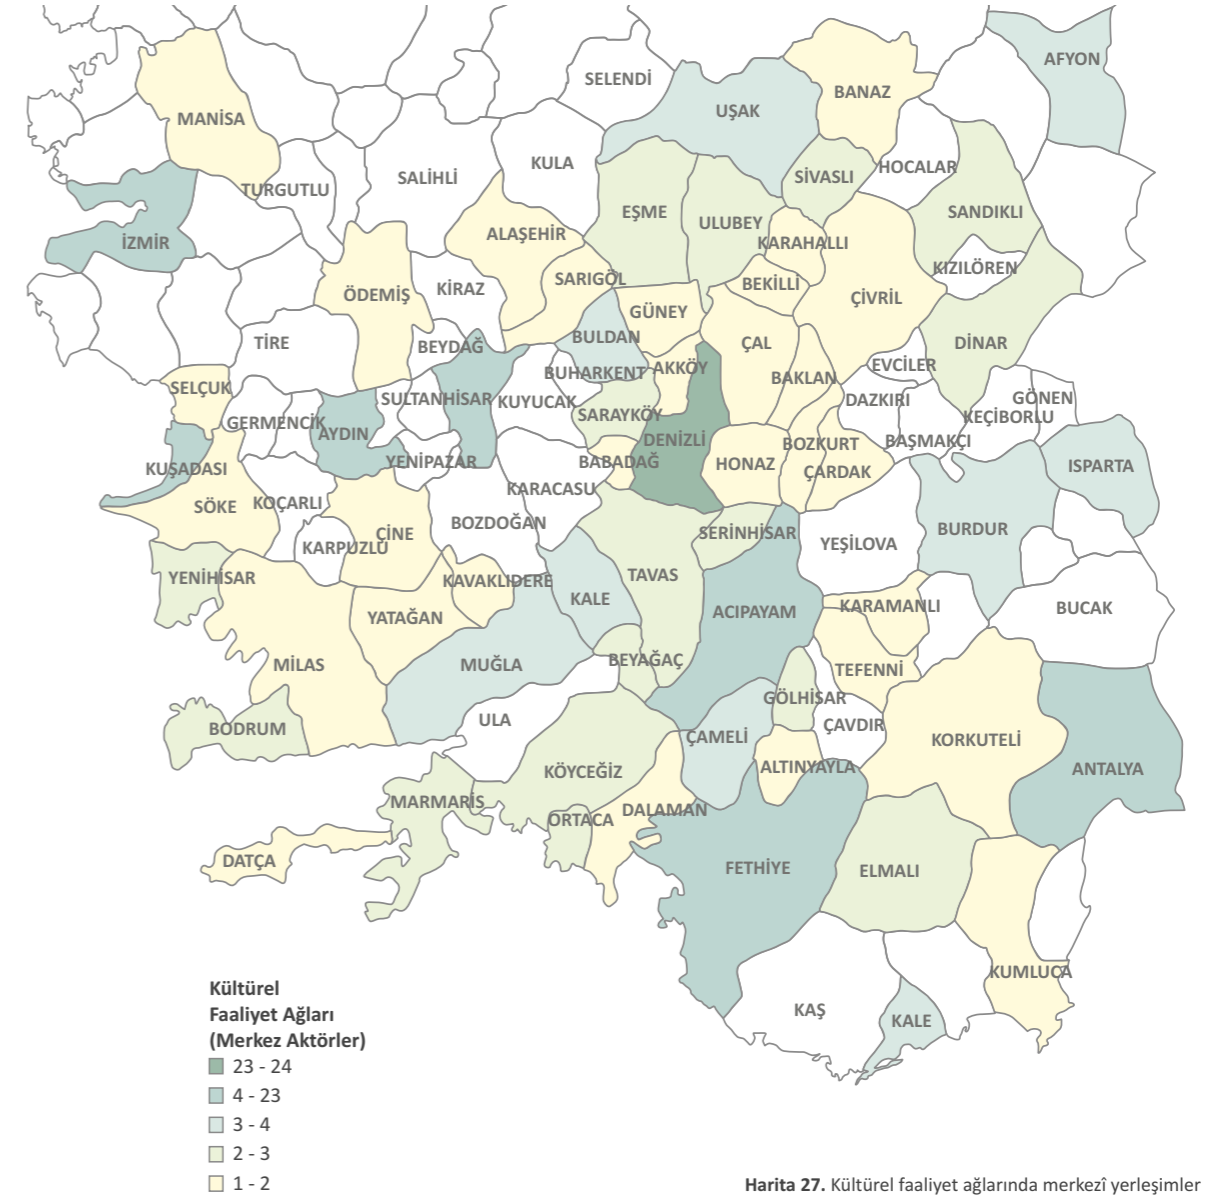 AFYON
SELENDİ
BANAZ
UŞAK
MANİSA
KULA
HOCALAR
SALİHLİ
SİVASLI
TURGUTLU
EŞME
SANDIKLI
ULUBEY
ALAŞEHİR
İZMİR
KARAHALLI
KIZILÖREN
SARIGÖL
BEKİLLİ
KİRAZ
ÖDEMİŞ
ÇİVRİL
GÜNEY
BULDAN
TİRE
ÇAL
DİNAR
BEYDAĞ
EVCİLER
AKKÖY
BUHARKENT
BAKLAN
SELÇUK
SULTANHİSAR
KUYUCAK
DAZKIRI
GÖNEN
SARAYKÖY
KEÇİBORLU
GERMENCİK
AYDIN
DENİZLİ
BOZKURT
BAŞMAKÇI
KUŞADASI
YENİPAZAR
BABADAĞ
HONAZ
ISPARTA
ÇARDAK
KARACASU
SÖKE
KOÇARLI
BOZDOĞAN
BURDUR
ÇİNE
SERİNHİSAR
YEŞİLOVA
KARPUZLU
YENİHİSAR
KAVAKLIDERE
TAVAS
KALE
KARAMANLI
BUCAK
ACIPAYAM
YATAĞAN
BEYAĞAÇ
MİLAS
MUĞLA
TEFENNİ
GÖLHİSAR
ULA
ÇAVDIR
BODRUM
ÇAMELİ
KORKUTELİ
ALTINYAYLA
ANTALYA
KÖYCEĞİZ
MARMARİS
DALAMAN
ORTACA
DATÇA
FETHİYE
ELMALI
KUMLUCA
KAŞ
KALE
Kültürel
Faaliyet Ağları
(Merkez Aktörler)
23 - 24
4 - 23
3 - 4
2 - 3
1 - 2
Harita 27. Kültürel faaliyet ağlarında merkezî yerleşimler